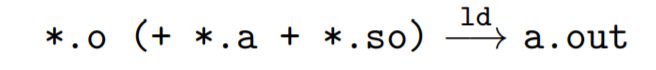 *.o (+ *.a + *.so) ld⟶ a.out